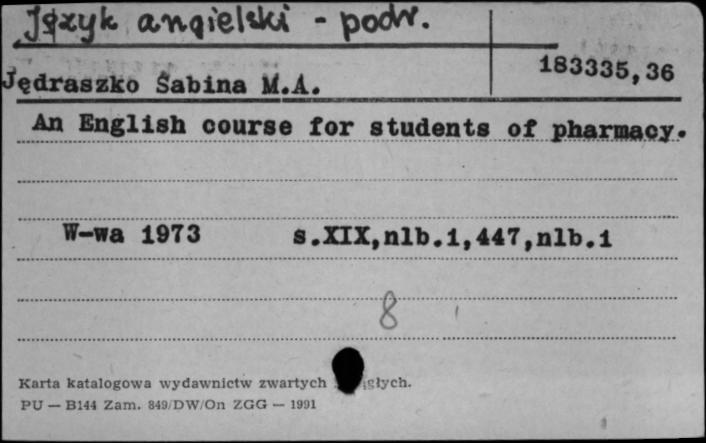 Język angielski - podr.
183335,36
Jędraszko Sabina M.A.
An English course for students of pharmacy.
W-wa 1973 s.XIX,nlb.1,447,nlb.1
8
Karta katalogowa wydawnictw zwartych
PU — B144 Zam. 849/DW/On ZGG — 1991